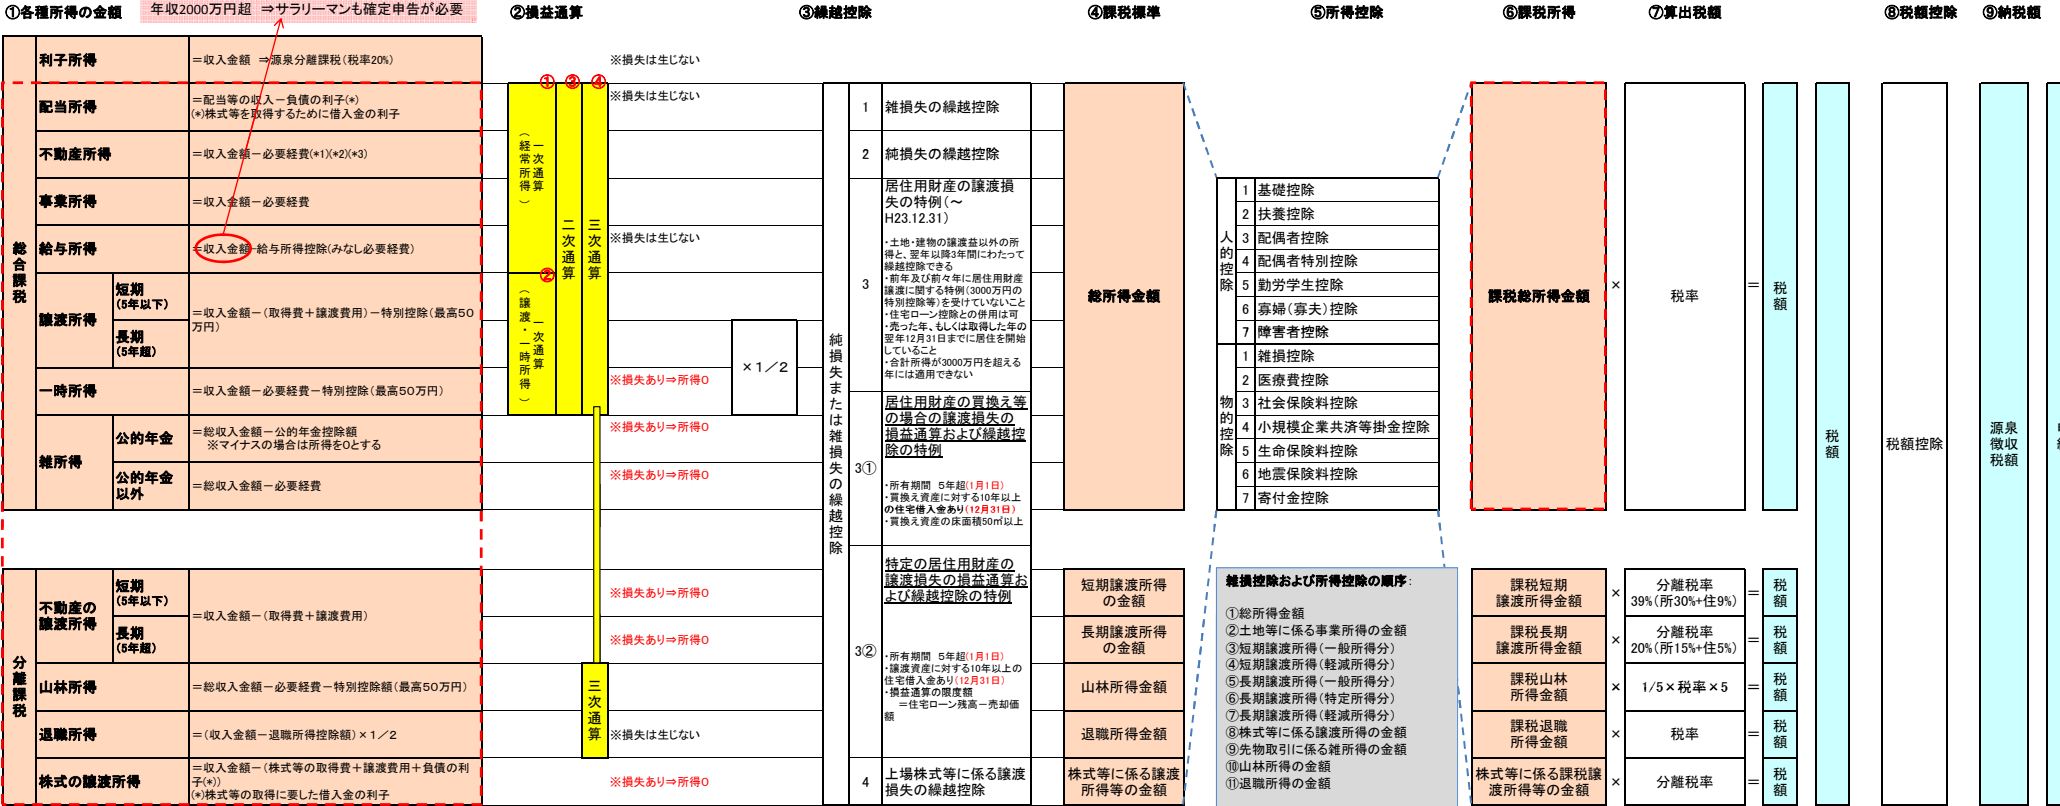 ①各種所得の金額
年収2000万円超 ⇒サラリーマンも確定申告が必要
②損益通算
③繰越控除
④課税標準
⑤所得控除
⑥課税所得
⑦算出税額
⑧税額控除
⑨納税額
総合課税
利子所得
=収入金額 ⇒源泉分離課税(税率20%)
※損失は生じない
配当所得
=配当等の収入-負債の利子(*)
(*)株式等を取得するために借入金の利子
※損失は生じない
不動産所得
=収入金額-必要経費(*1)(*2)(*3)
事業所得
=収入金額-必要経費
給与所得
=収入金額-給与所得控除(みなし必要経費)
※損失は生じない
譲渡所得
短期
(5年以下)
長期
(5年超)
=収入金額-(取得費+譲渡費用)-特別控除(最高50
万円)
一時所得
=収入金額-必要経費-特別控除(最高50万円)
※損失あり⇒所得0
雑所得
公的年金
=総収入金額-公的年金控除額
※マイナスの場合は所得を0とする
※損失あり⇒所得0
公的年金
以外
=総収入金額-必要経費
※損失あり⇒所得0
①
③
④
一次通算
(経常所得)
②
一次通算
(譲渡・一時所得)
二次通算
三次通算
×1/2
分離課税
不動産の
譲渡所得
短期
(5年以下)
長期
(5年超)
=収入金額-(取得費+譲渡費用)
※損失あり⇒所得0
※損失あり⇒所得0
山林所得
=総収入金額-必要経費-特別控除額(最高50万円)
退職所得
=(収入金額-退職所得控除額)×1/2
三次通算
※損失は生じない
株式の譲渡所得
=収入金額-(株式等の取得費+譲渡費用+負債の利
子(*))
(*)株式等の取得に要した借入金の利子
※損失あり⇒所得0
純損失または雑損失の繰越控除
1
雑損失の繰越控除
2
純損失の繰越控除
3
居住用財産の譲渡損
失の特例(~
H23.12.31)
・土地・建物の譲渡益以外の所
得と、翌年以降3年間にわたって
繰越控除できる
・前年及び前々年に居住用財産
譲渡に関する特例(3000万円の
特別控除等)を受けていないこと
・住宅ローン控除との併用は可
・売った年、もしくは取得した年の
翌年12月31日までに居住を開始
していること
・合計所得が3000万円を超える
年には適用できない
3①
居住用財産の買換え等
の場合の譲渡損失の
損益通算および繰越控
除の特例
・所有期間 5年超(1月1日)
・買換え資産に対する10年以上
の住宅借入金あり(12月31日)
・買換え資産の床面積50㎡以上
3②
特定の居住用財産の
譲渡損失の損益通算お
よび繰越控除の特例
・所有期間 5年超(1月1日)
・譲渡資産に対する10年以上の
住宅借入金あり(12月31日)
・損益通算の限度額
=住宅ローン残高-売却価
額
4
上場株式等に係る譲渡
損失の繰越控除
総所得金額
短期譲渡所得
の金額
長期譲渡所得
の金額
山林所得金額
退職所得金額
株式等に係る譲渡
所得等の金額
人的控除
1 基礎控除
2 扶養控除
3 配偶者控除
4 配偶者特別控除
5 勤労学生控除
6 寡婦(寡夫)控除
7 障害者控除
物的控除
1 雑損控除
2 医療費控除
3 社会保険料控除
4 小規模企業共済等掛金控除
5 生命保険料控除
6 地震保険料控除
7 寄付金控除
雑損控除および所得控除の順序:
①総所得金額
②土地等に係る事業所得の金額
③短期譲渡所得(一般所得分)
④短期譲渡所得(軽減所得分)
⑤長期譲渡所得(一般所得分)
⑥長期譲渡所得(特定所得分)
⑦長期譲渡所得(軽減所得分)
⑧株式等に係る譲渡所得の金額
⑨先物取引に係る雑所得の金額
⑩山林所得の金額
⑪退職所得の金額
課税総所得金額
×
税率
=
税額
課税短期
譲渡所得金額
×
分離税率
39%(所30%+住9%)
=
税額
課税長期
譲渡所得金額
×
分離税率
20%(所15%+住5%)
=
税額
課税山林
所得金額
×
1/5×税率×5
=
税額
課税退職
所得金額
×
税率
=
税額
株式等に係る課税譲
渡所得等の金額
×
分離税率
=
税額
税額
税額控除
源泉
徴収
税額